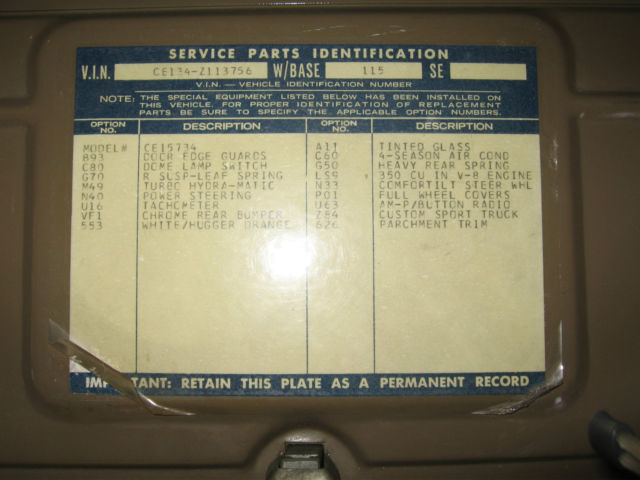 SERVICE PARTS IDENTIFICATION
V.I.N. CE134-Z113756 W/BASE 115 SE
V.I.N. — VEHICLE IDENTIFICATION NUMBER
NOTE: THE SPECIAL EQUIPMENT LISTED BELOW HAS BEEN INSTALLED ON
THIS VEHICLE. FOR PROPER IDENTIFICATION OF REPLACEMENT
PARTS BE SURE TO SPECIFY THE APPLICABLE OPTION NUMBERS.
OPTION NO. DESCRIPTION OPTION NO. DESCRIPTION
MODEL# CE15734 A11 TINTED GLASS
B93 DOOR EDGE GUARDS C60 4-SEASON AIR COND
C80 DOME LAMP SWITCH G50 HEAVY REAR SPRING
G70 R SUSP-LEAF SPRING LS9 350 CU IN V-8 ENGINE
M49 TURBO HYDRA-MATIC N33 COMFORTILT STEER WHL
N40 POWER STEERING P01 FULL WHEEL COVERS
U16 TACHCMETER U63 AM-P/BUTTON RADIO
VF1 CHROME REAR BUMPER Z84 CUSTOM SPORT TRUCK
553 WHITE/HUGGER ORANGE 626 PARCHMENT TRIM
IMPORTANT: RETAIN THIS PLATE AS A PERMANENT RECORD